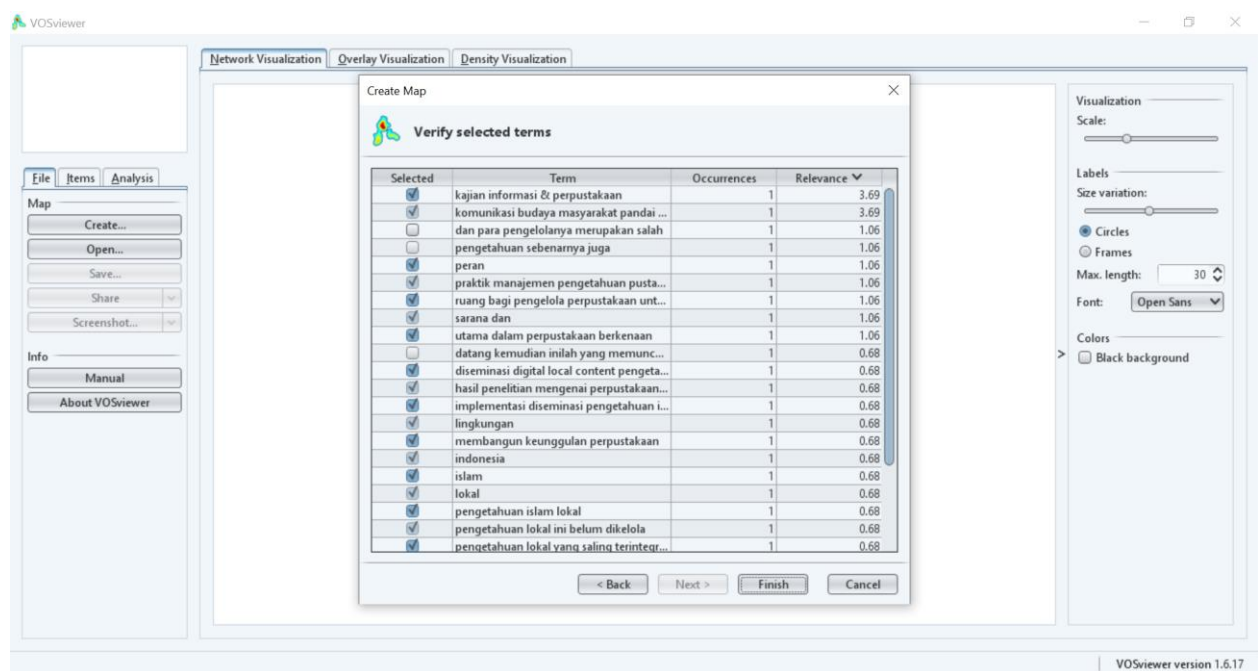 VOSviewer
Network Visualization Overlay Visualization Density Visualization
File Items Analysis
Map
Create...
Open...
Save...
Share
Screenshot...
Info
Manual
About VOSviewer
Create Map
Verify selected terms
Selected Term Occurrences Relevance
kajian informasi & perpustakaan 1 3.69
komunikasi budaya masyarakat pandai ... 1 3.69
dan para pengelolanya merupakan salah 1 1.06
pengetahuan sebenarnya juga 1 1.06
peran 1 1.06
praktik manajemen pengetahuan pusta... 1 1.06
ruang bagi pengelola perpustakaan unt... 1 1.06
sarana dan 1 1.06
utama dalam perpustakaan berkenaan 1 1.06
datang kemudian inilah yang memunc... 1 0.68
diseminasi digital local content pengeta... 1 0.68
hasil penelitian mengenai perpustakaan... 1 0.68
implementasi diseminasi pengetahuan i... 1 0.68
lingkungan 1 0.68
membangun keunggulan perpustakaan 1 0.68
indonesia 1 0.68
islam 1 0.68
lokal 1 0.68
pengetahuan islam lokal 1 0.68
pengetahuan lokal ini belum dikelola 1 0.68
pengetahuan lokal yang saling terintegr... 1 0.68
< Back Next > Finish Cancel
Visualization
Scale:
Labels
Size variation:
Circles
Frames
Max. length: 30
Font: Open Sans
Colors
> Black background
VOSviewer version 1.6.17